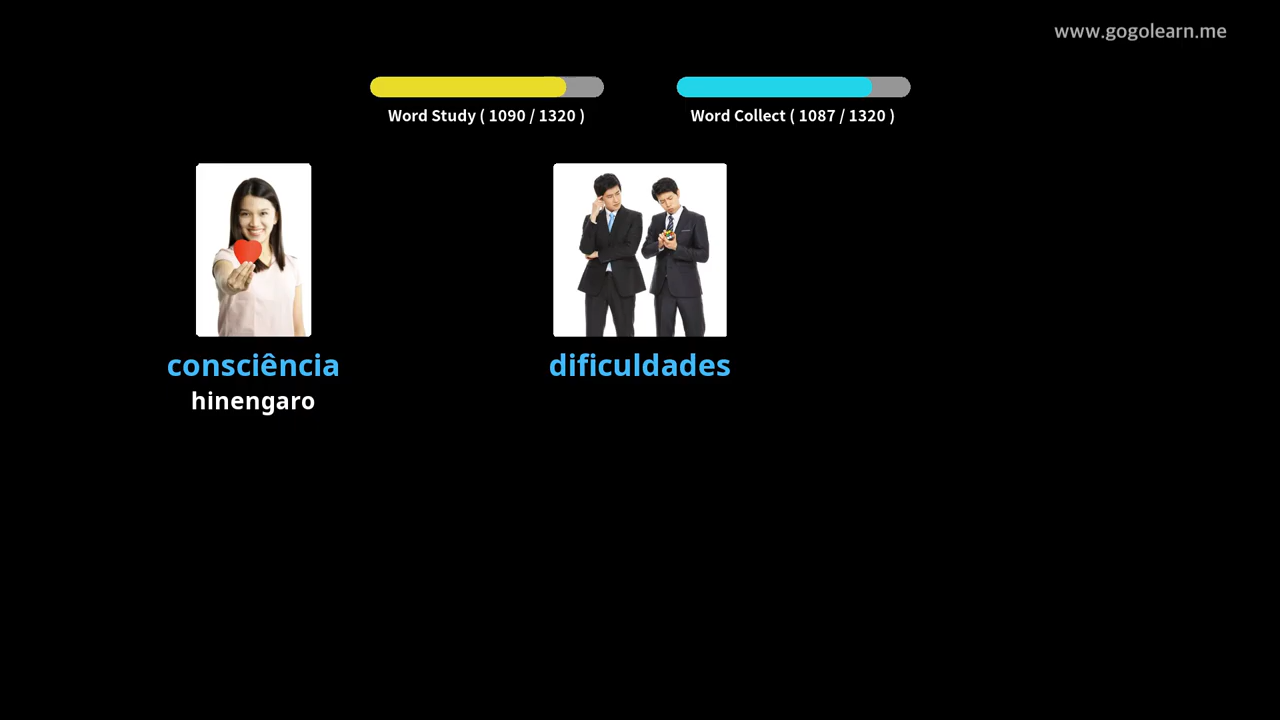 www.gogolearn.me
Word Study ( 1090 / 1320 )
Word Collect ( 1087 / 1320 )
consciência
hinengaro
dificuldades